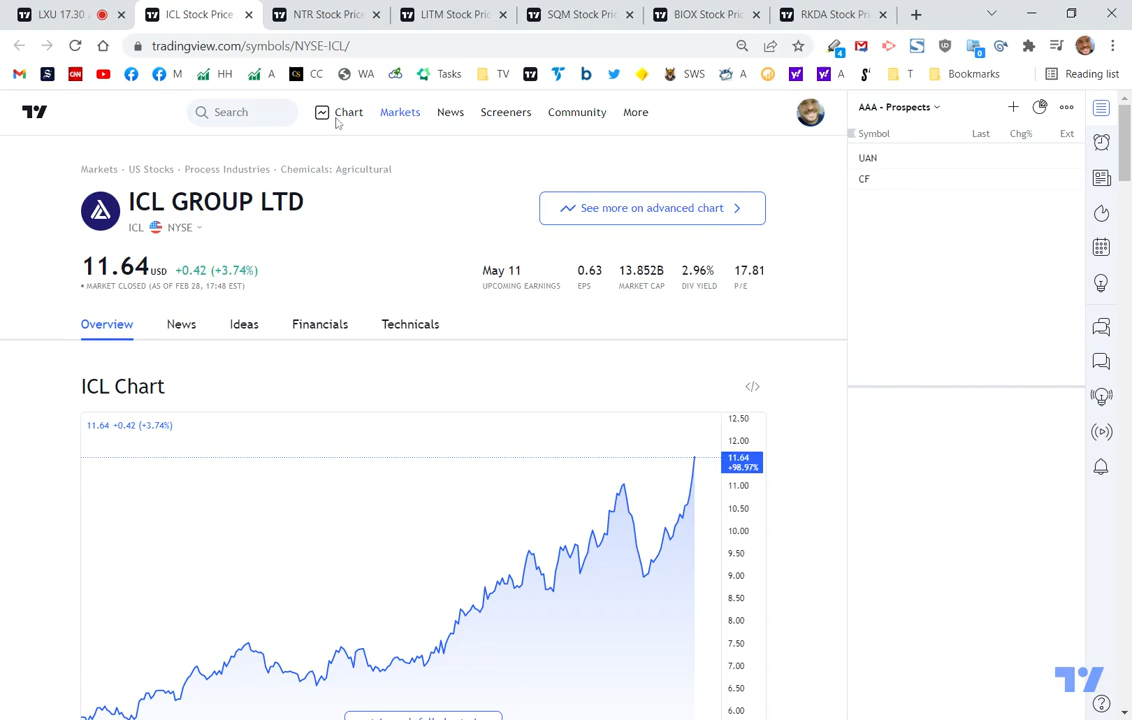 LXU 17.30
ICL Stock Price
NTR Stock Price
LITM Stock Pri
SQM Stock Pric
BIOX Stock Pri
RKDA Stock Pri
tradingview.com/symbols/NYSE-ICL/
M HH A CC WA Tasks TV SWS A A T Bookmarks Reading list
Search Chart Markets News Screeners Community More
AAA - Prospects
Symbol Last Chg% Ext
UAN
CF
Markets · US Stocks · Process Industries · Chemicals: Agricultural
ICL GROUP LTD
ICL NYSE
See more on advanced chart
11.64 USD +0.42 (+3.74%)
• MARKET CLOSED (AS OF FEB 28, 17:48 EST)
May 11 0.63 13.852B 2.96% 17.81
UPCOMING EARNINGS EPS MARKET CAP DIV YIELD P/E
Overview News Ideas Financials Technicals
ICL Chart
11.64 +0.42 (+3.74%)
12.50
12.00
11.64
+98.97%
11.00
10.50
10.00
9.50
9.00
8.50
8.00
7.50
7.00
6.50
6.00